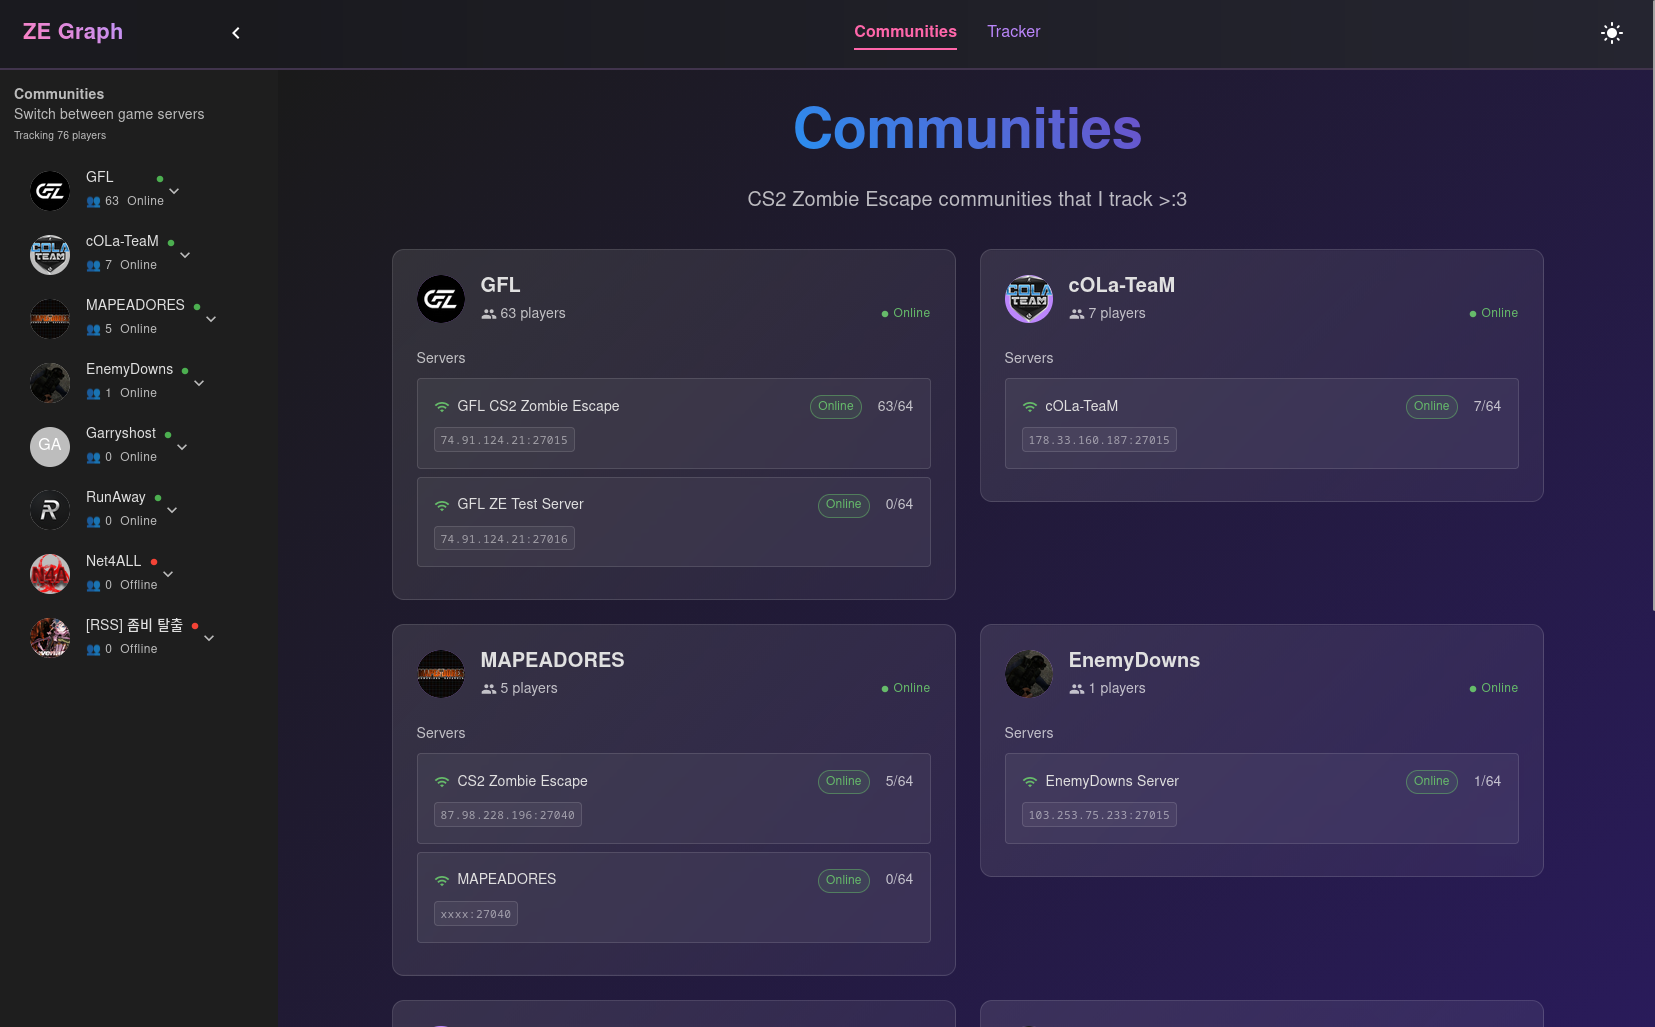 ZE Graph
Communities
Tracker
Communities
Switch between game servers
Tracking 76 players
GFL
63 Online
cOLa-TeaM
7 Online
MAPEADORES
5 Online
EnemyDowns
1 Online
GA
Garryshost
0 Online
RunAway
0 Online
Net4ALL
0 Offline
[RSS] 좀비 탈출
0 Offline
Communities
CS2 Zombie Escape communities that I track >:3
GFL
63 players
Online
Servers
GFL CS2 Zombie Escape
Online
63/64
74.91.124.21:27015
GFL ZE Test Server
Online
0/64
74.91.124.21:27016
COLA
TEAM
cOLa-TeaM
7 players
Online
Servers
cOLa-TeaM
Online
7/64
178.33.160.187:27015
MAPEADORES
5 players
Online
Servers
CS2 Zombie Escape
Online
5/64
87.98.228.196:27040
MAPEADORES
Online
0/64
xxxx:27040
EnemyDowns
1 players
Online
Servers
EnemyDowns Server
Online
1/64
103.253.75.233:27015